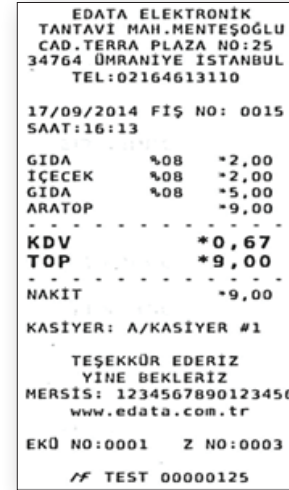 EDATA ELEKTRONİK
TANTAVİ MAH.MENTEŞOĞLU
CAD.TERRA PLAZA NO:25
34764 ÜMRANİYE İSTANBUL
TEL:02164613110
17/09/2014 FİŞ NO: 0015
SAAT:16:13
GIDA %08 *2,00
İÇECEK %08 *2,00
GIDA %08 *5,00
ARATOP *9,00
- - - - - - - - - - - -
KDV *0,67
TOP *9,00
- - - - - - - - - - - -
NAKİT *9,00
KASİYER: A/KASİYER #1
TEŞEKKÜR EDERİZ
YİNE BEKLERİZ
MERSİS: 1234567890123456
www.edata.com.tr
EKÜ NO:0001 Z NO:0003
MF TEST 00000125